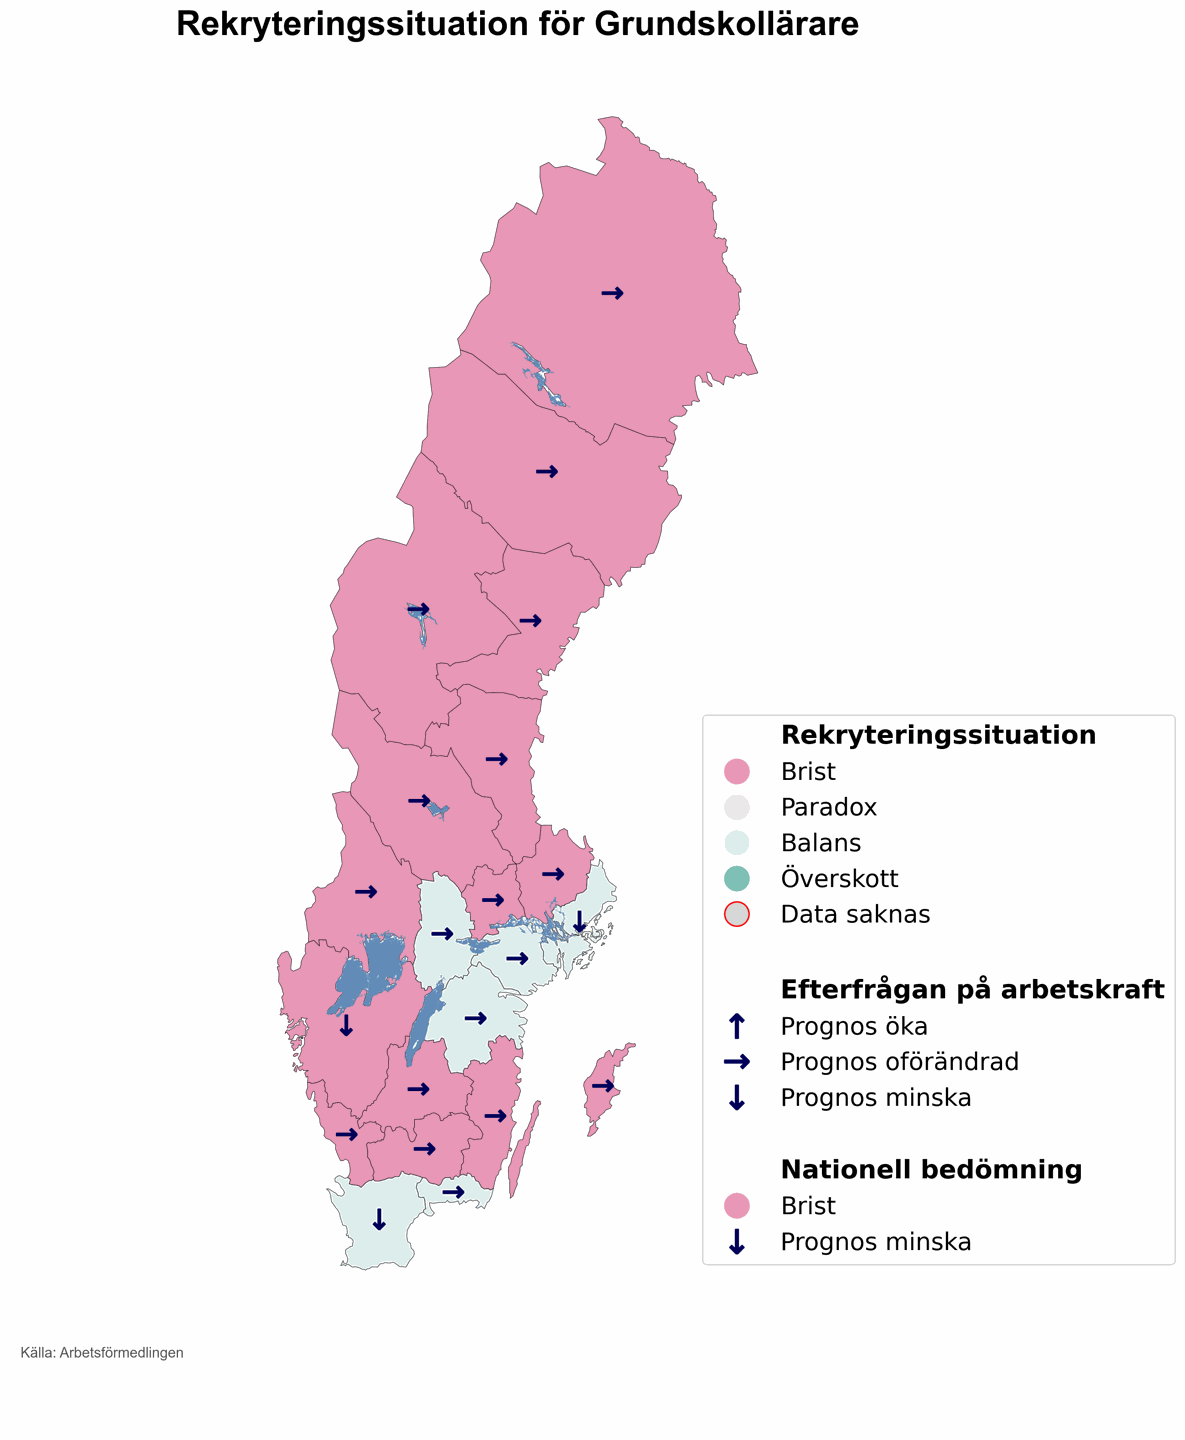 Rekryteringssituation för Grundskollärare
Rekryteringssituation
Brist
Paradox
Balans
Överskott
Data saknas
Efterfrågan på arbetskraft
Prognos öka
Prognos oförändrad
Prognos minska
Nationell bedömning
Brist
Prognos minska
Källa: Arbetsförmedlingen